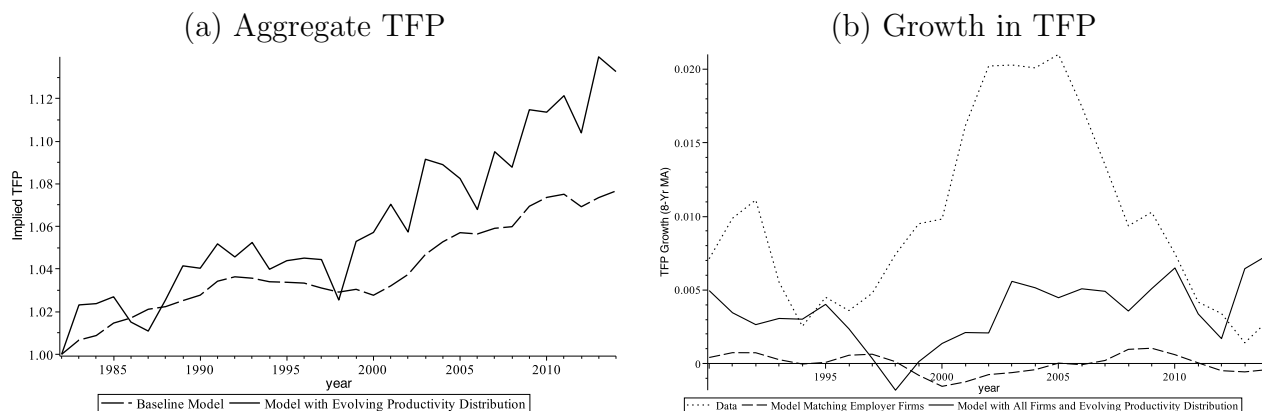 (a) Aggregate TFP
(b) Growth in TFP
Implied TFP
1.12
1.10
1.08
1.06
1.04
1.02
1.00
1985 1990 1995 2000 2005 2010
year
Baseline Model Model with Evolving Productivity Distribution
TFP Growth (8-Yr MA)
0.020
0.015
0.010
0.005
0
1995 2000 2005 2010
year
Data Model Matching Employer Firms Model with All Firms and Evolving Productivity Distribution